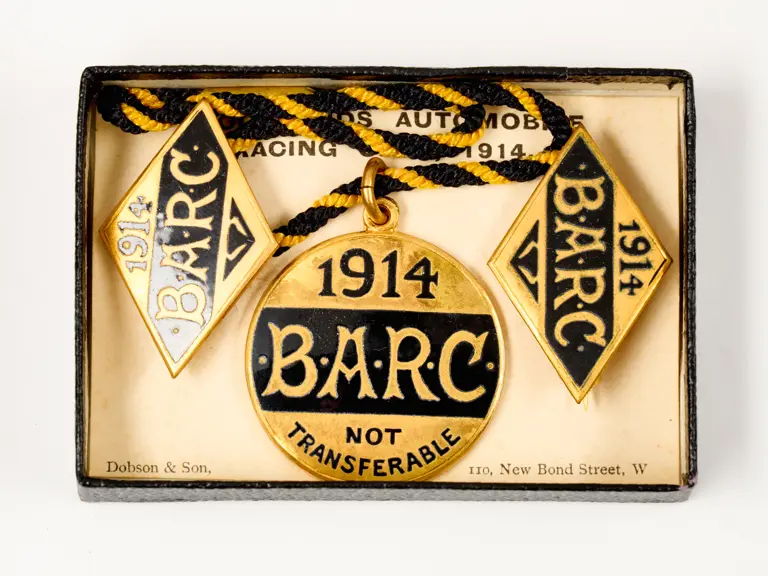 AUTOMOBILE
RACING 1914
1914
B.A.R.C.
1914
·B·A·R·C·
NOT
TRANSFERABLE
B.A.R.C.
1914
Dobson & Son,
110, New Bond Street, W